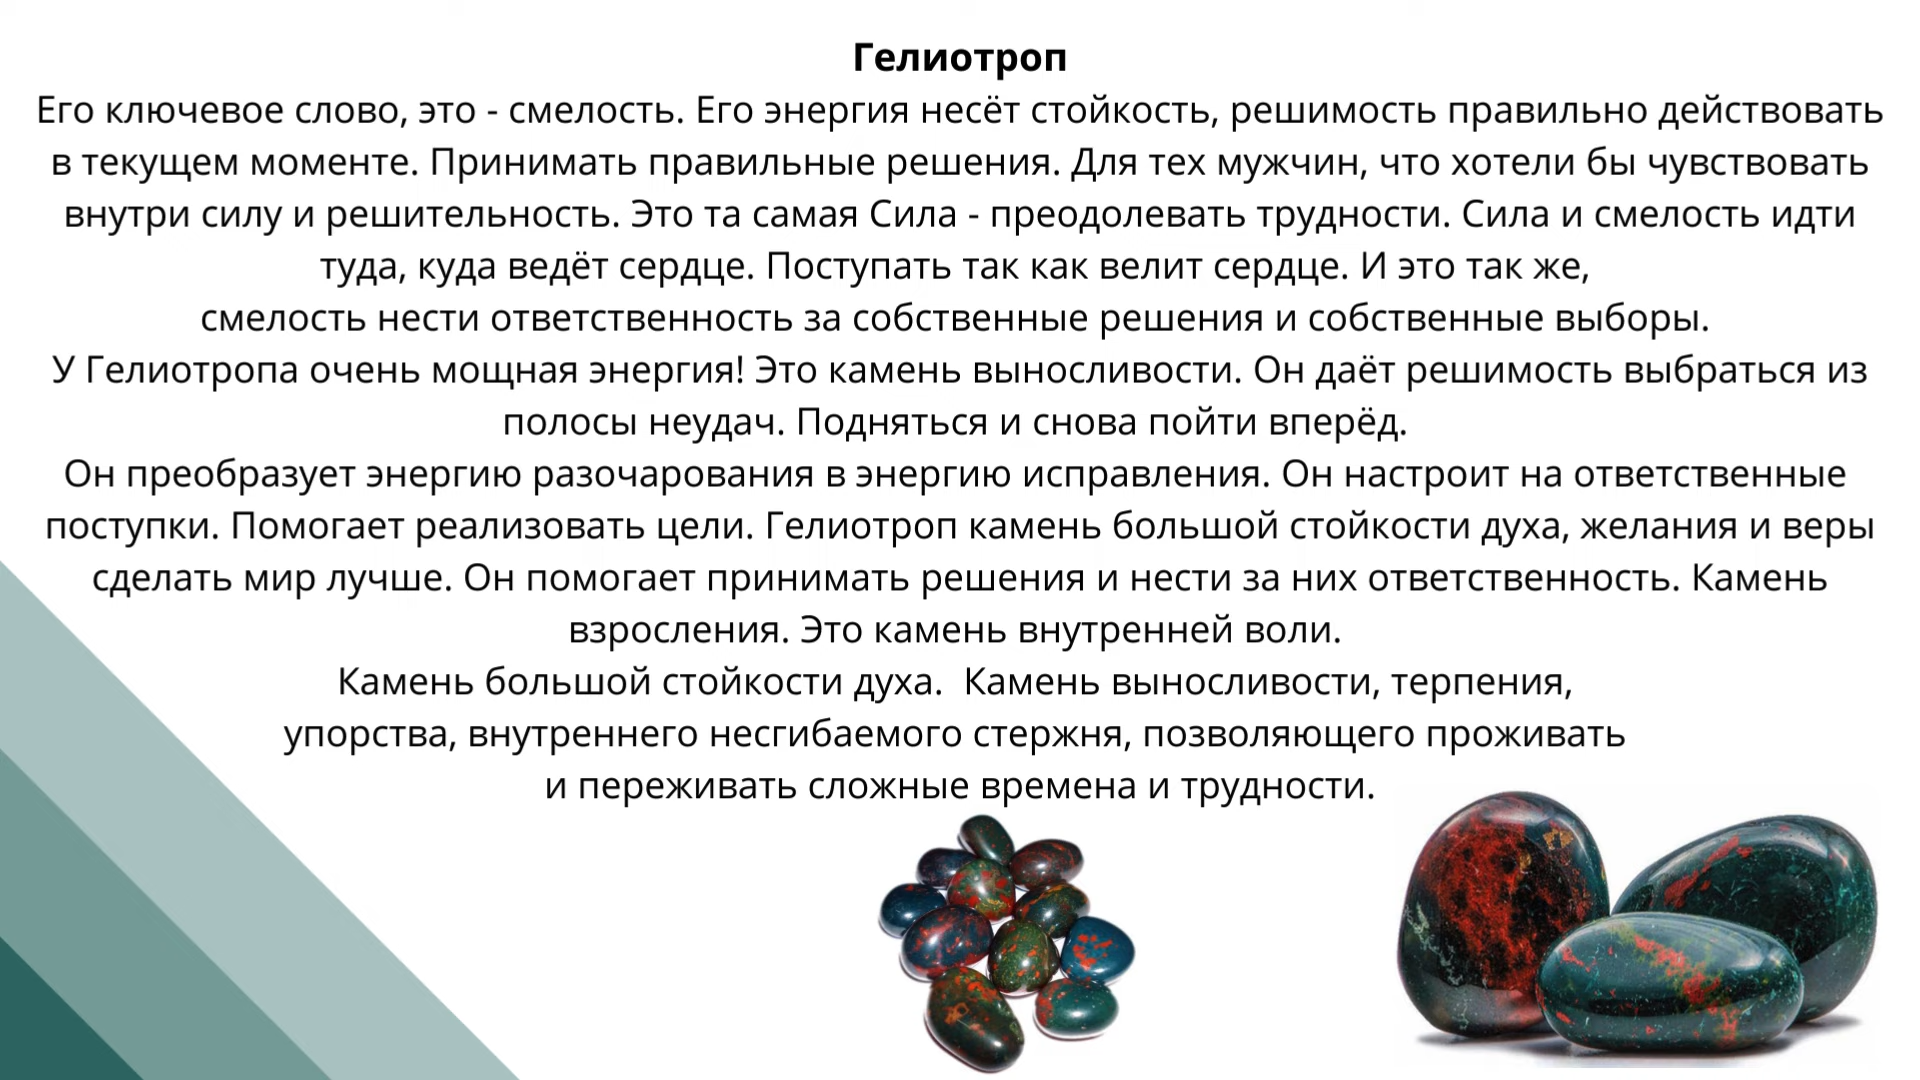 Гелиотроп
Его ключевое слово, это - смелость. Его энергия несёт стойкость, решимость правильно действовать
в текущем моменте. Принимать правильные решения. Для тех мужчин, что хотели бы чувствовать
внутри силу и решительность. Это та самая Сила - преодолевать трудности. Сила и смелость идти
туда, куда ведёт сердце. Поступать так как велит сердце. И это так же,
смелость нести ответственность за собственные решения и собственные выборы.
У Гелиотропа очень мощная энергия! Это камень выносливости. Он даёт решимость выбраться из
полосы неудач. Подняться и снова пойти вперёд.
Он преобразует энергию разочарования в энергию исправления. Он настроит на ответственные
поступки. Помогает реализовать цели. Гелиотроп камень большой стойкости духа, желания и веры
сделать мир лучше. Он помогает принимать решения и нести за них ответственность. Камень
взросления. Это камень внутренней воли.
Камень большой стойкости духа.  Камень выносливости, терпения,
упорства, внутреннего несгибаемого стержня, позволяющего проживать
и переживать сложные времена и трудности.